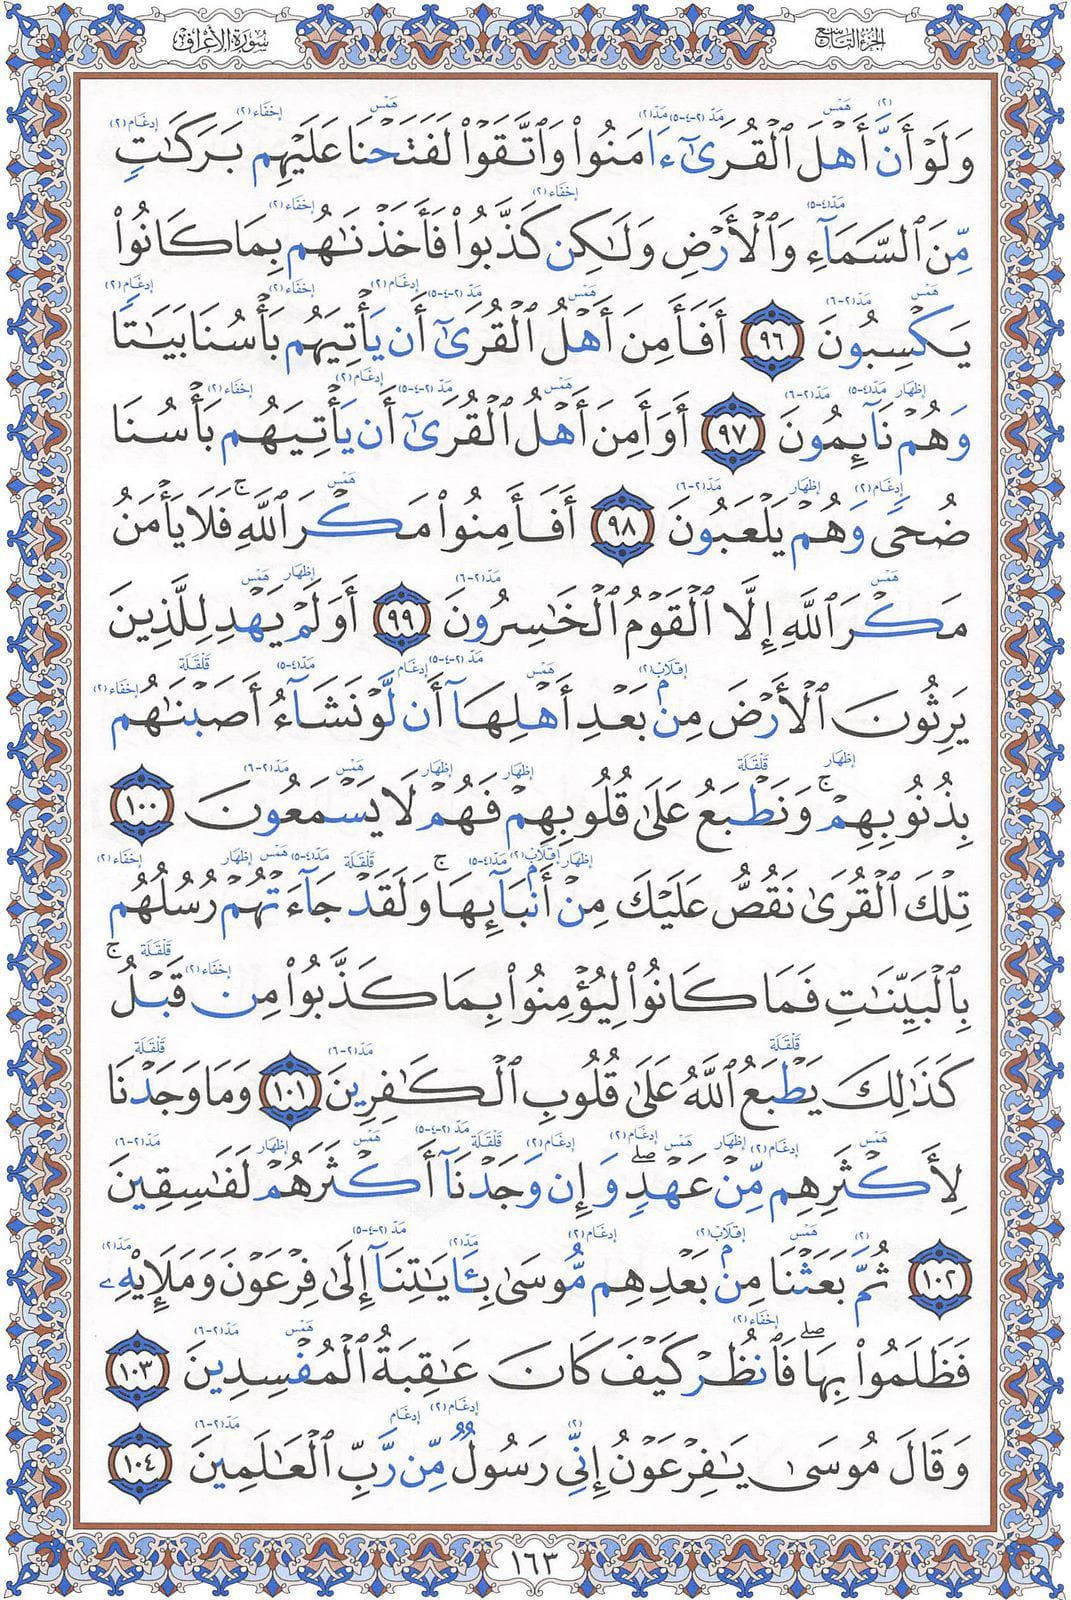 الجزء التاسع
سورة الأعراف
وَلَوْ أَنَّ أَهْلَ ٱلْقُرَىٰٓ ءَامَنُوا۟ وَٱتَّقَوْا۟ لَفَتَحْنَا عَلَيْهِم بَرَكَٰتٍ
مِّنَ ٱلسَّمَآءِ وَٱلْأَرْضِ وَلَٰكِن كَذَّبُوا۟ فَأَخَذْنَٰهُم بِمَا كَانُوا۟
يَكْسِبُونَ ٩٦ أَفَأَمِنَ أَهْلُ ٱلْقُرَىٰٓ أَن يَأْتِيَهُم بَأْسُنَا بَيَٰتًا
وَهُمْ نَآئِمُونَ ٩٧ أَوَأَمِنَ أَهْلُ ٱلْقُرَىٰٓ أَن يَأْتِيَهُم بَأْسُنَا
ضُحًى وَهُمْ يَلْعَبُونَ ٩٨ أَفَأَمِنُوا۟ مَكْرَ ٱللَّهِ ۚ فَلَا يَأْمَنُ
مَكْرَ ٱللَّهِ إِلَّا ٱلْقَوْمُ ٱلْخَٰسِرُونَ ٩٩ أَوَلَمْ يَهْدِ لِلَّذِينَ
يَرِثُونَ ٱلْأَرْضَ مِنۢ بَعْدِ أَهْلِهَآ أَن لَّوْ نَشَآءُ أَصَبْنَٰهُم
بِذُنُوبِهِمْ ۚ وَنَطْبَعُ عَلَىٰ قُلُوبِهِمْ فَهُمْ لَا يَسْمَعُونَ ١٠٠
تِلْكَ ٱلْقُرَىٰ نَقُصُّ عَلَيْكَ مِنْ أَنۢبَآئِهَا ۚ وَلَقَدْ جَآءَتْهُمْ رُسُلُهُم
بِٱلْبَيِّنَٰتِ فَمَا كَانُوا۟ لِيُؤْمِنُوا۟ بِمَا كَذَّبُوا۟ مِن قَبْلُ ۚ
كَذَٰلِكَ يَطْبَعُ ٱللَّهُ عَلَىٰ قُلُوبِ ٱلْكَٰفِرِينَ ١٠١ وَمَا وَجَدْنَا
لِأَكْثَرِهِم مِّنْ عَهْدٍ ۖ وَإِن وَجَدْنَآ أَكْثَرَهُمْ لَفَٰسِقِينَ
١٠٢ ثُمَّ بَعَثْنَا مِنۢ بَعْدِهِم مُّوسَىٰ بِـَٔايَٰتِنَآ إِلَىٰ فِرْعَوْنَ وَمَلَإِي۟هِۦ
فَظَلَمُوا۟ بِهَا ۖ فَٱنظُرْ كَيْفَ كَانَ عَٰقِبَةُ ٱلْمُفْسِدِينَ ١٠٣
وَقَالَ مُوسَىٰ يَٰفِرْعَوْنُ إِنِّى رَسُولٌ مِّن رَّبِّ ٱلْعَٰلَمِينَ ١٠٤
١٦٣